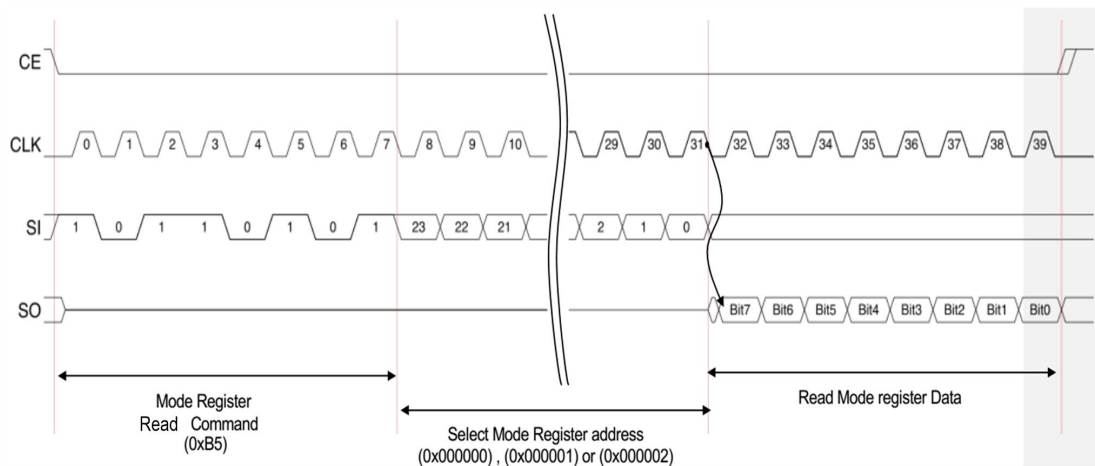 CE
CLK 0 1 2 3 4 5 6 7 8 9 10 29 30 31 32 33 34 35 36 37 38 39
SI 1 0 1 1 0 1 0 1 23 22 21 2 1 0
SO Bit7 Bit6 Bit5 Bit4 Bit3 Bit2 Bit1 Bit0
Mode Register
Read Command
(0xB5)
Select Mode Register address
(0x000000) , (0x000001) or (0x000002)
Read Mode register Data